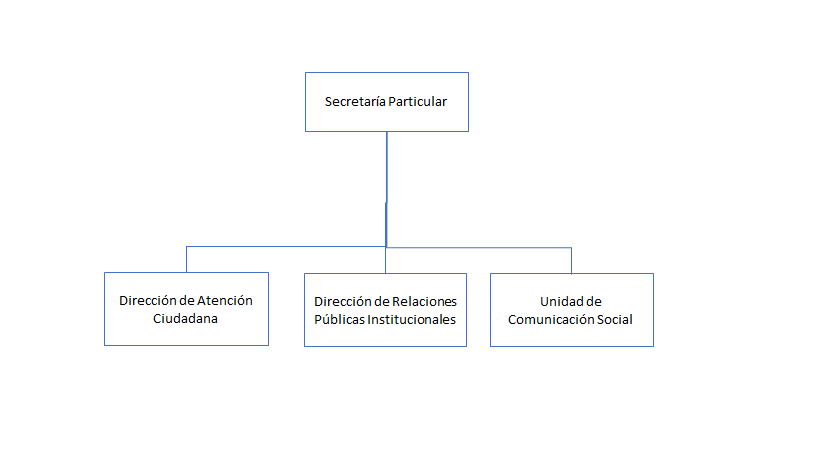 Secretaría Particular
Dirección de Atención
Ciudadana
Dirección de Relaciones
Públicas Institucionales
Unidad de
Comunicación Social